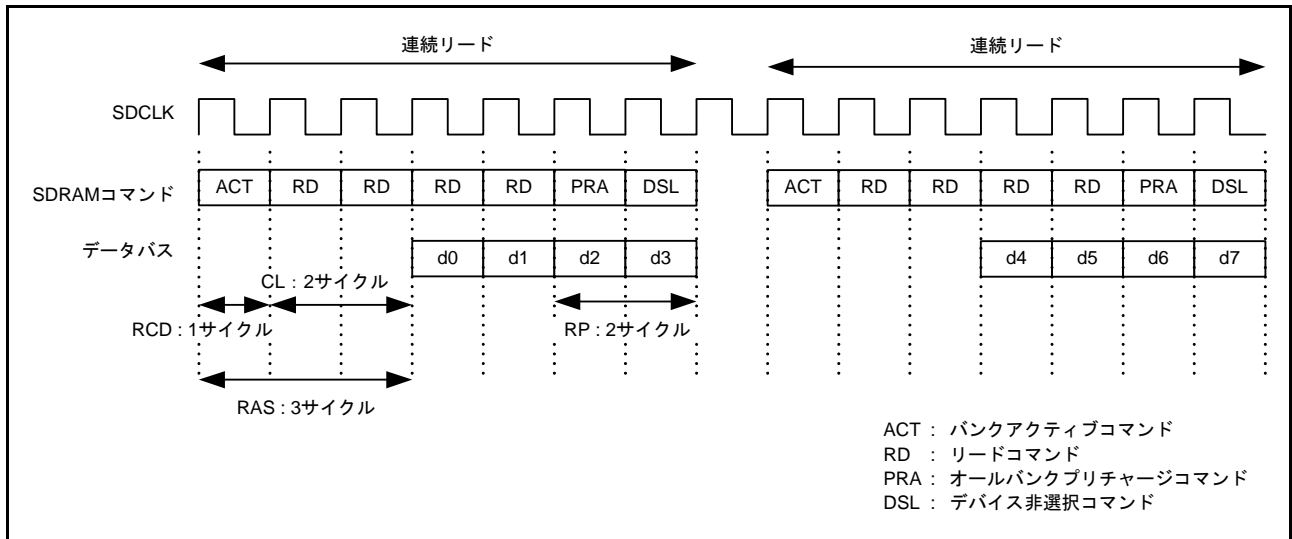 連続リード 連続リード
SDCLK
SDRAMコマンド ACT RD RD RD RD PRA DSL ACT RD RD RD RD PRA DSL
データバス d0 d1 d2 d3 d4 d5 d6 d7
CL : 2サイクル
RCD : 1サイクル RP : 2サイクル
RAS : 3サイクル
ACT : バンクアクティブコマンド
RD : リードコマンド
PRA : オールバンクプリチャージコマンド
DSL : デバイス非選択コマンド